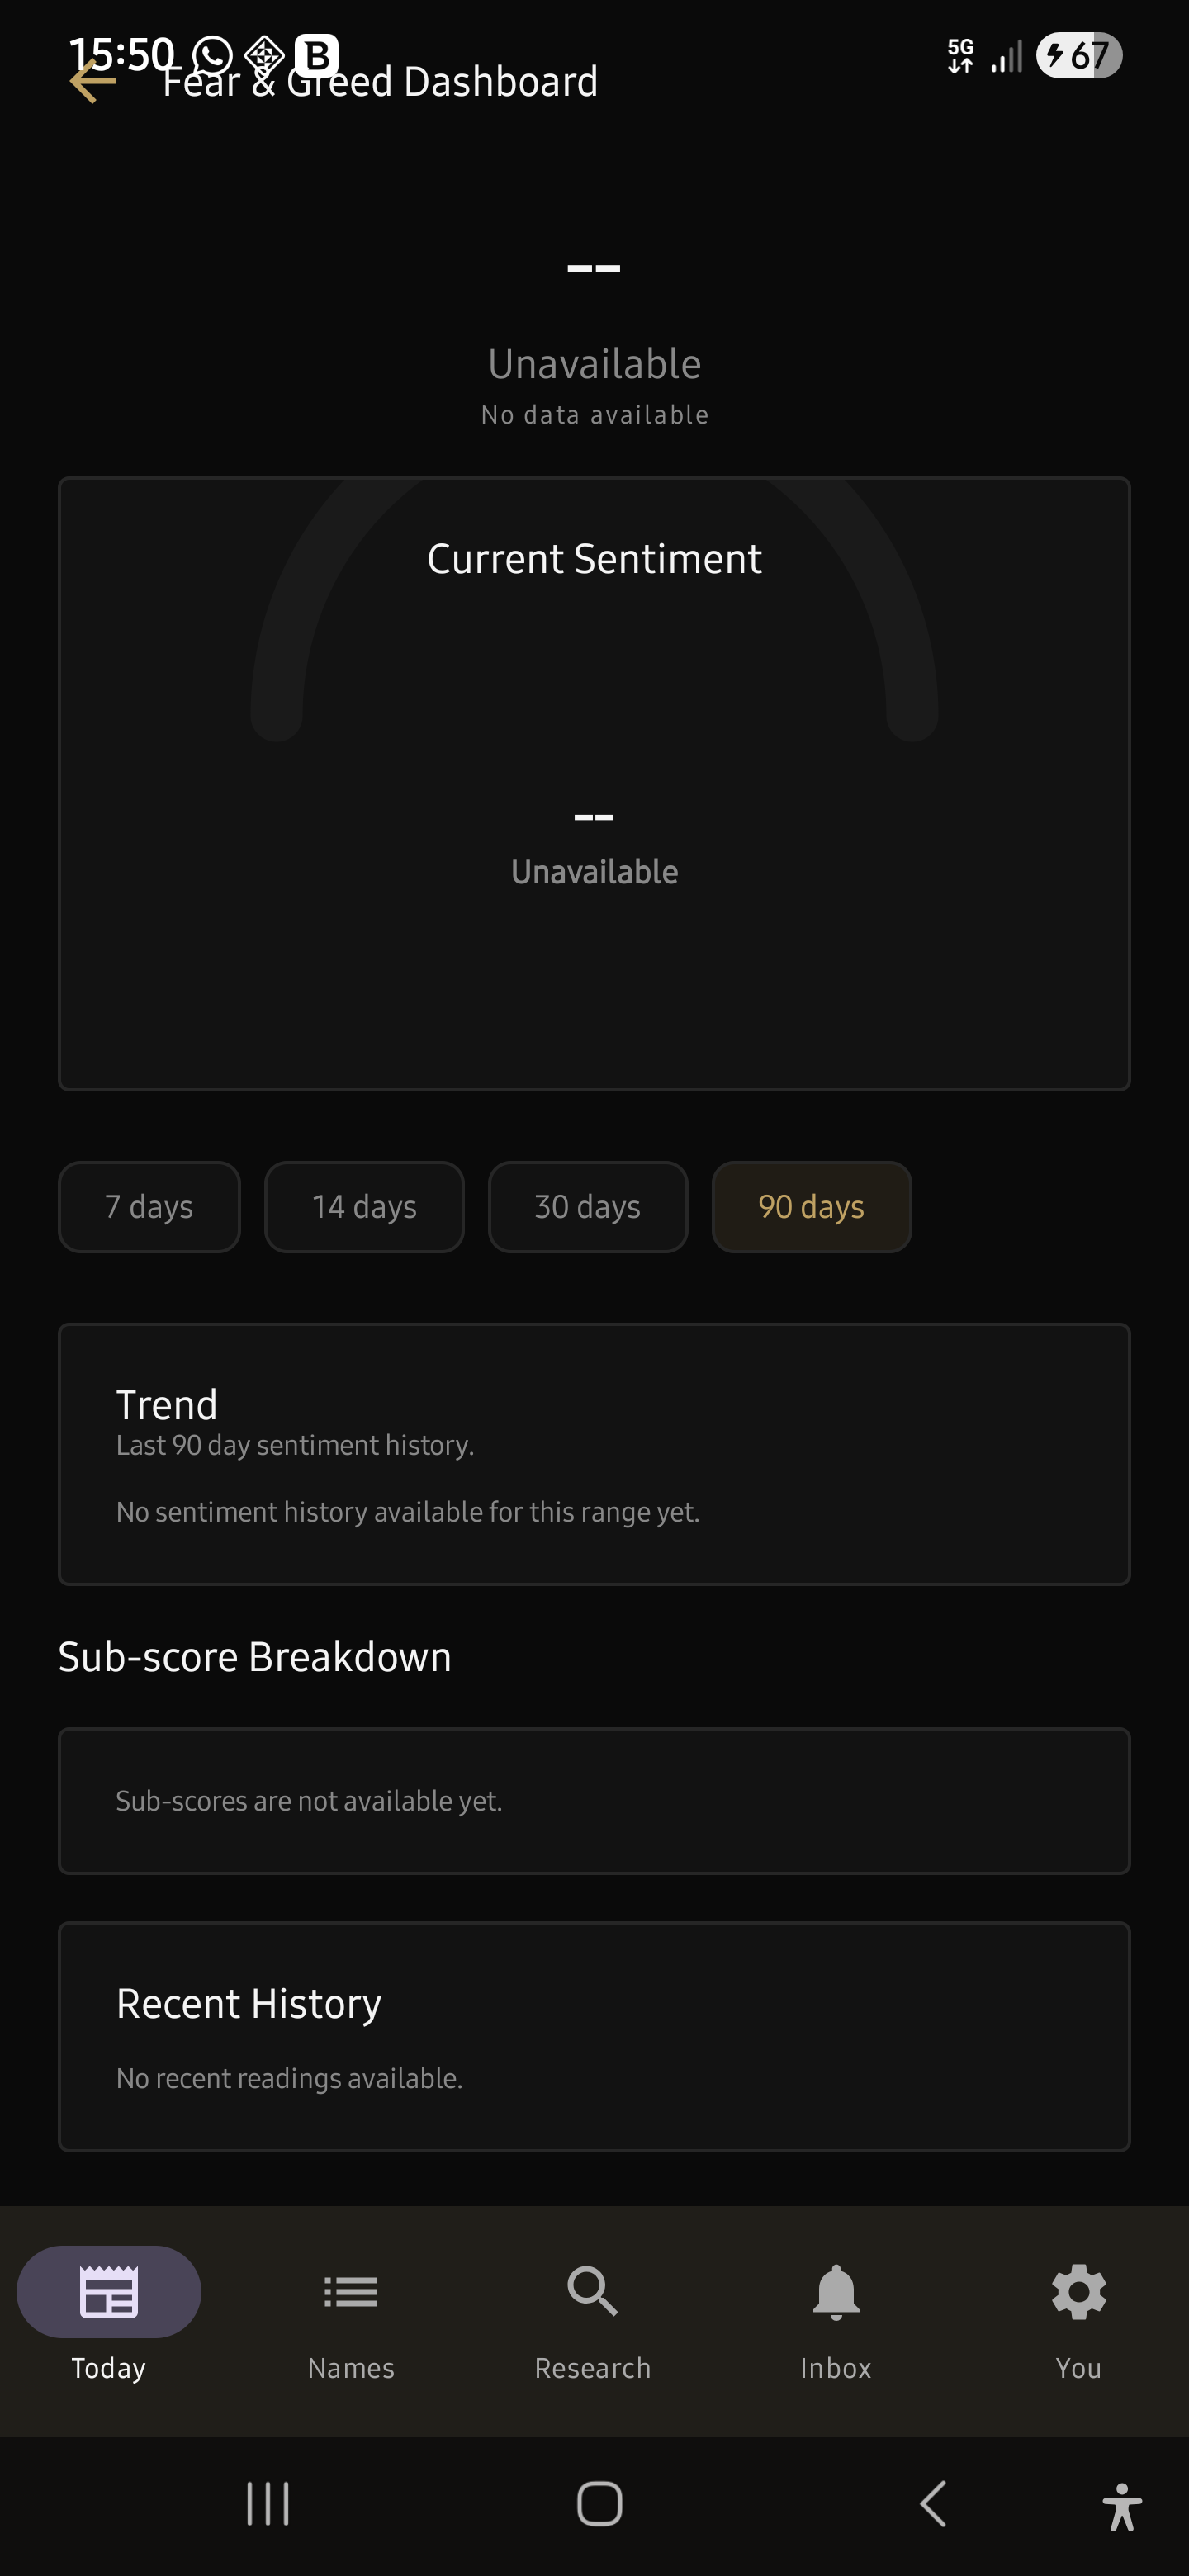 15:50
B
5G
67
Fear & Greed Dashboard
--
Unavailable
No data available
Current Sentiment
--
Unavailable
7 days 14 days 30 days 90 days
Trend
Last 90 day sentiment history.
No sentiment history available for this range yet.
Sub-score Breakdown
Sub-scores are not available yet.
Recent History
No recent readings available.
Today Names Research Inbox You